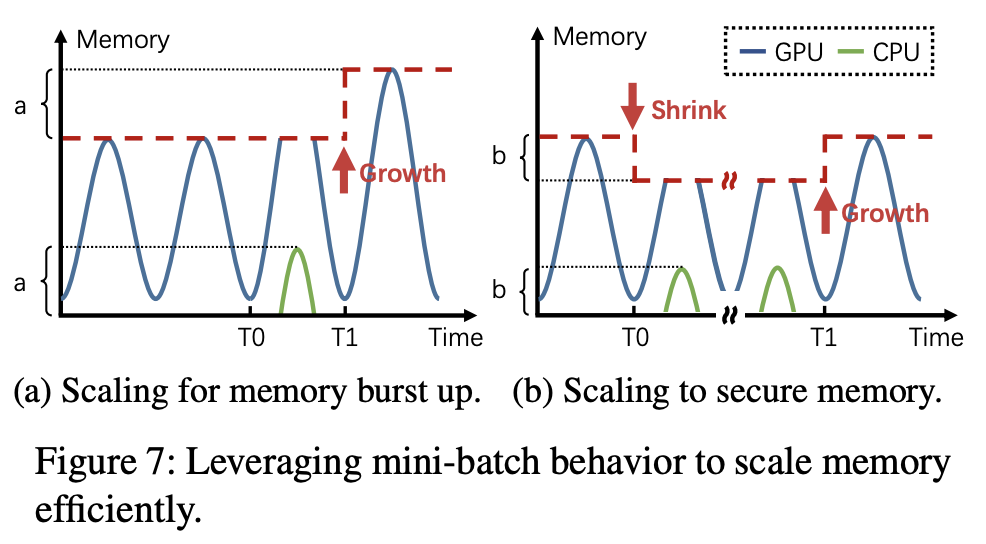 Memory
a
a
Growth
T0
T1
Time
Memory
GPU
CPU
Shrink
b
b
Growth
T0
T1
Time
(a) Scaling for memory burst up.
(b) Scaling to secure memory.
Figure 7: Leveraging mini-batch behavior to scale memory
efficiently.